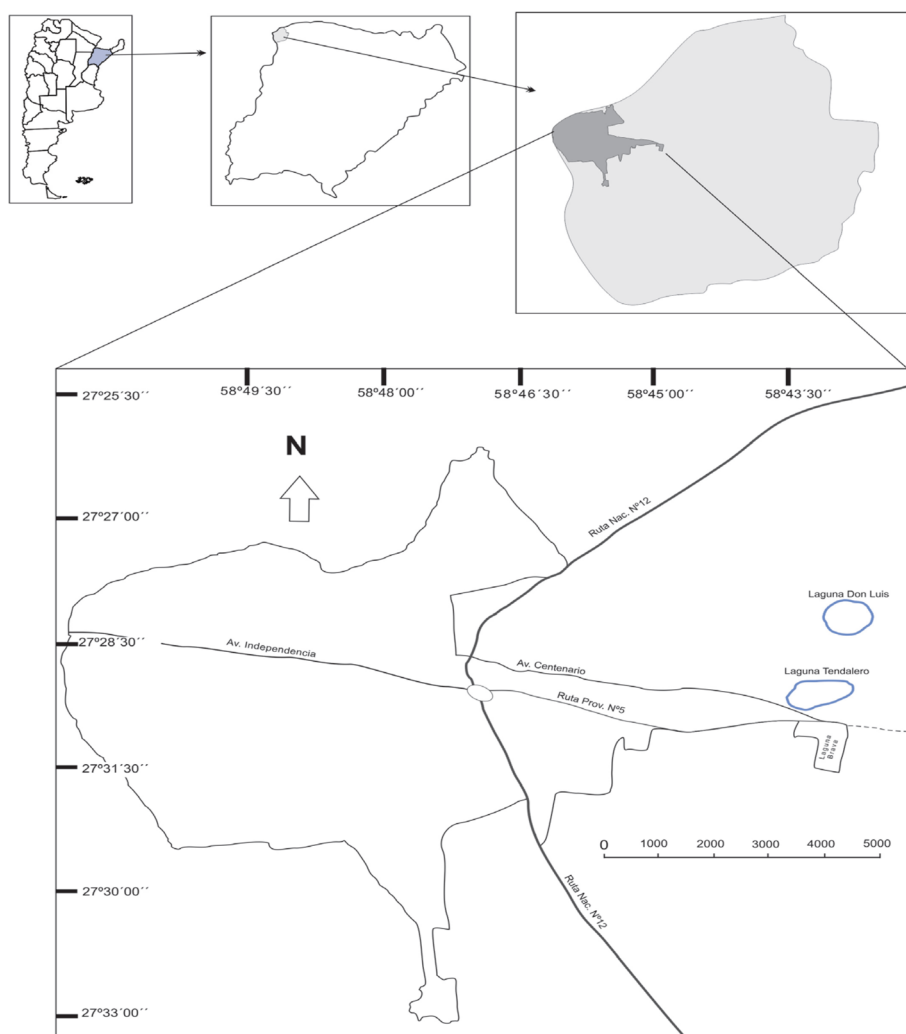 58º49´30´´
58º48´00´´
58º46´30´´
58º45´00´´
58º43´30´´
27º25´30´´
N
27º27´00´´
Ruta Nac. Nº12
Laguna Don Luis
27º28´30´´
Av. Independencia
Av. Centenario
Laguna Tendalero
Ruta Prov. Nº5
Laguna
Brava
27º31´30´´
0
1000
2000
3000
4000
5000
27º30´00´´
Ruta Nac. Nº12
27º33´00´´